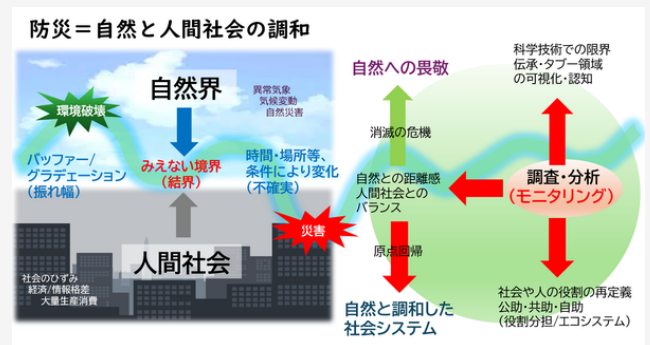 防災＝自然と人間社会の調和
自然界
異常気象
気候変動
自然災害
環境破壊
バッファー/
グラデェーション
(振れ幅)
みえない境界
(結界)
時間・場所等、
条件により変化
(不確実)
災害
人間社会
社会のひずみ
経済/情報格差
大量生産消費
自然への畏敬
消滅の危機
自然との距離感
人間社会との
バランス
原点回帰
自然と調和した
社会システム
科学技術での限界
伝承・タブー領域
の可視化・認知
調査・分析
(モニタリング)
社会や人の役割の再定義
公助・共助・自助
(役割分担/エコシステム)